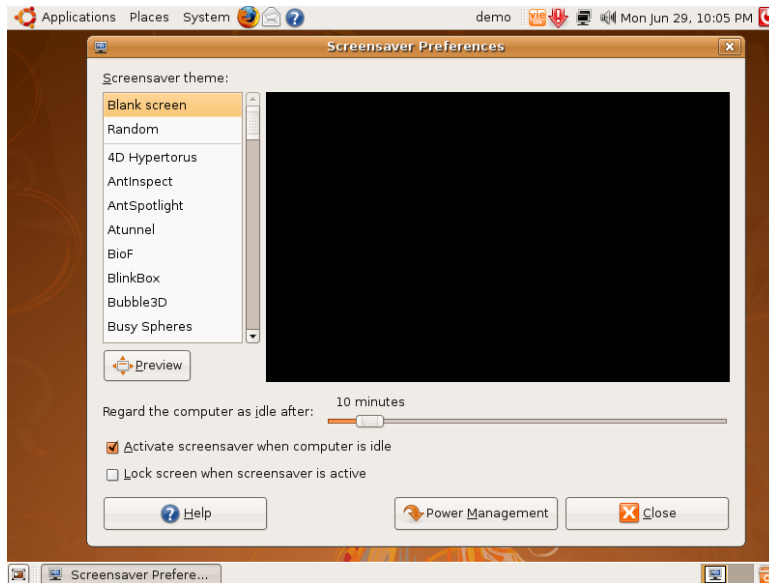 Applications Places System demo vie Mon Jun 29, 10:05 PM
Screensaver Preferences
Screensaver theme:
Blank screen
Random
4D Hypertorus
AntInspect
AntSpotlight
Atunnel
BioF
BlinkBox
Bubble3D
Busy Spheres
Preview
Regard the computer as idle after:
10 minutes
Activate screensaver when computer is idle
Lock screen when screensaver is active
Help
Power Management
Close
Screensaver Prefere...